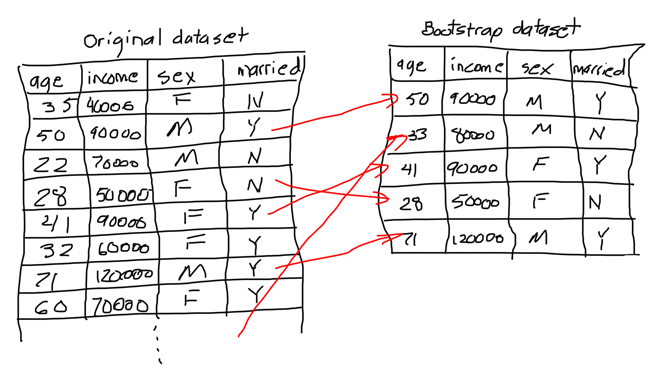 Original dataset
age income sex married
35 40000 F N
50 90000 M Y
22 70000 M N
28 50000 F N
41 90000 F Y
32 60000 F Y
71 120000 M Y
60 70000 F Y
Bootstrap dataset
age income sex married
50 90000 M Y
33 80000 M N
41 90000 F Y
28 50000 F N
71 120000 M Y